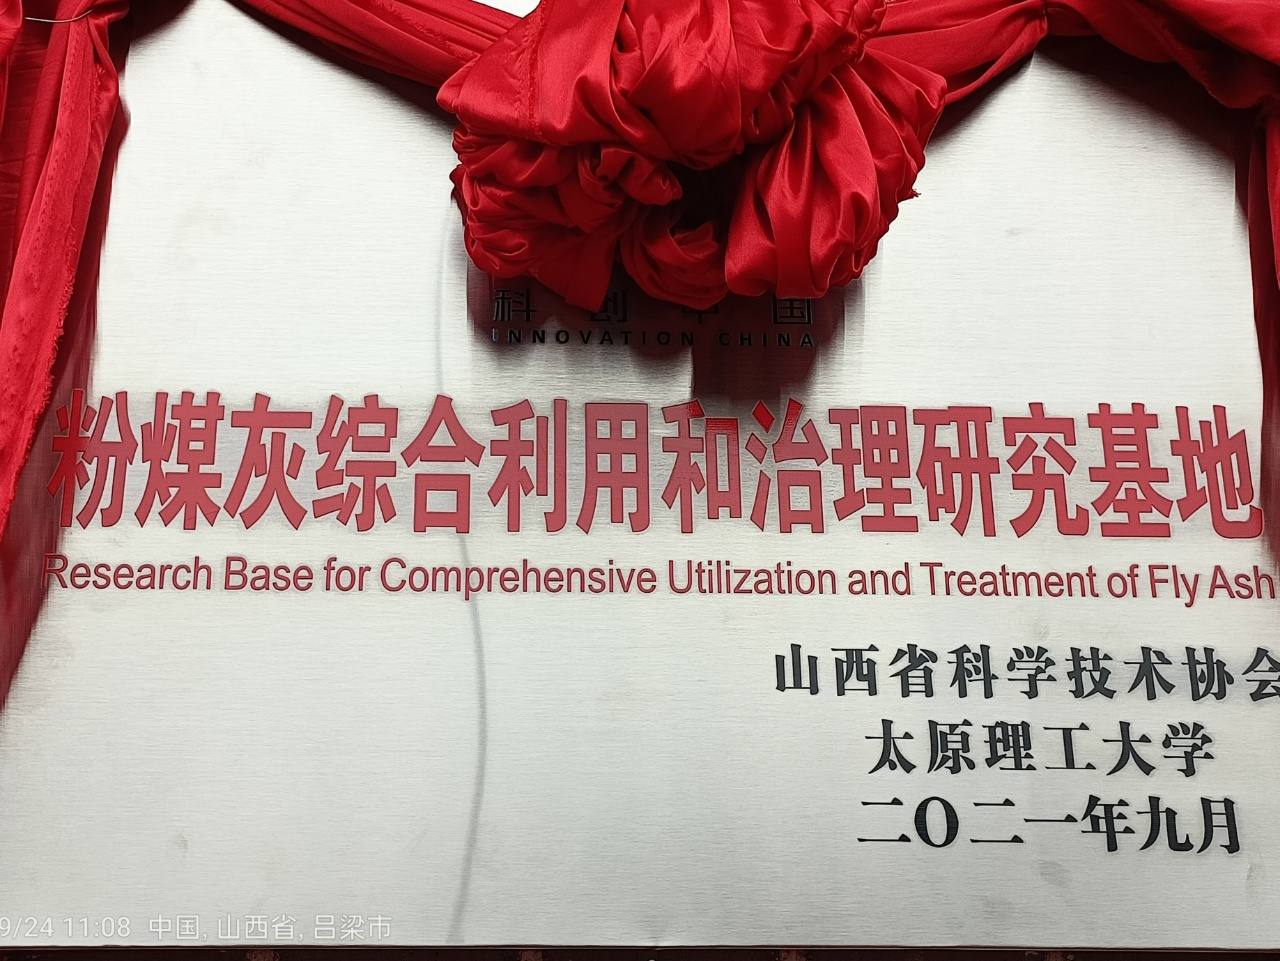 科创中国
INNOVATION CHINA
粉煤灰综合利用和治理研究基地
Research Base for Comprehensive Utilization and Treatment of Fly Ash
山西省科学技术协会
太原理工大学
二〇二一年九月
9/24 11:08 中国, 山西省, 吕梁市